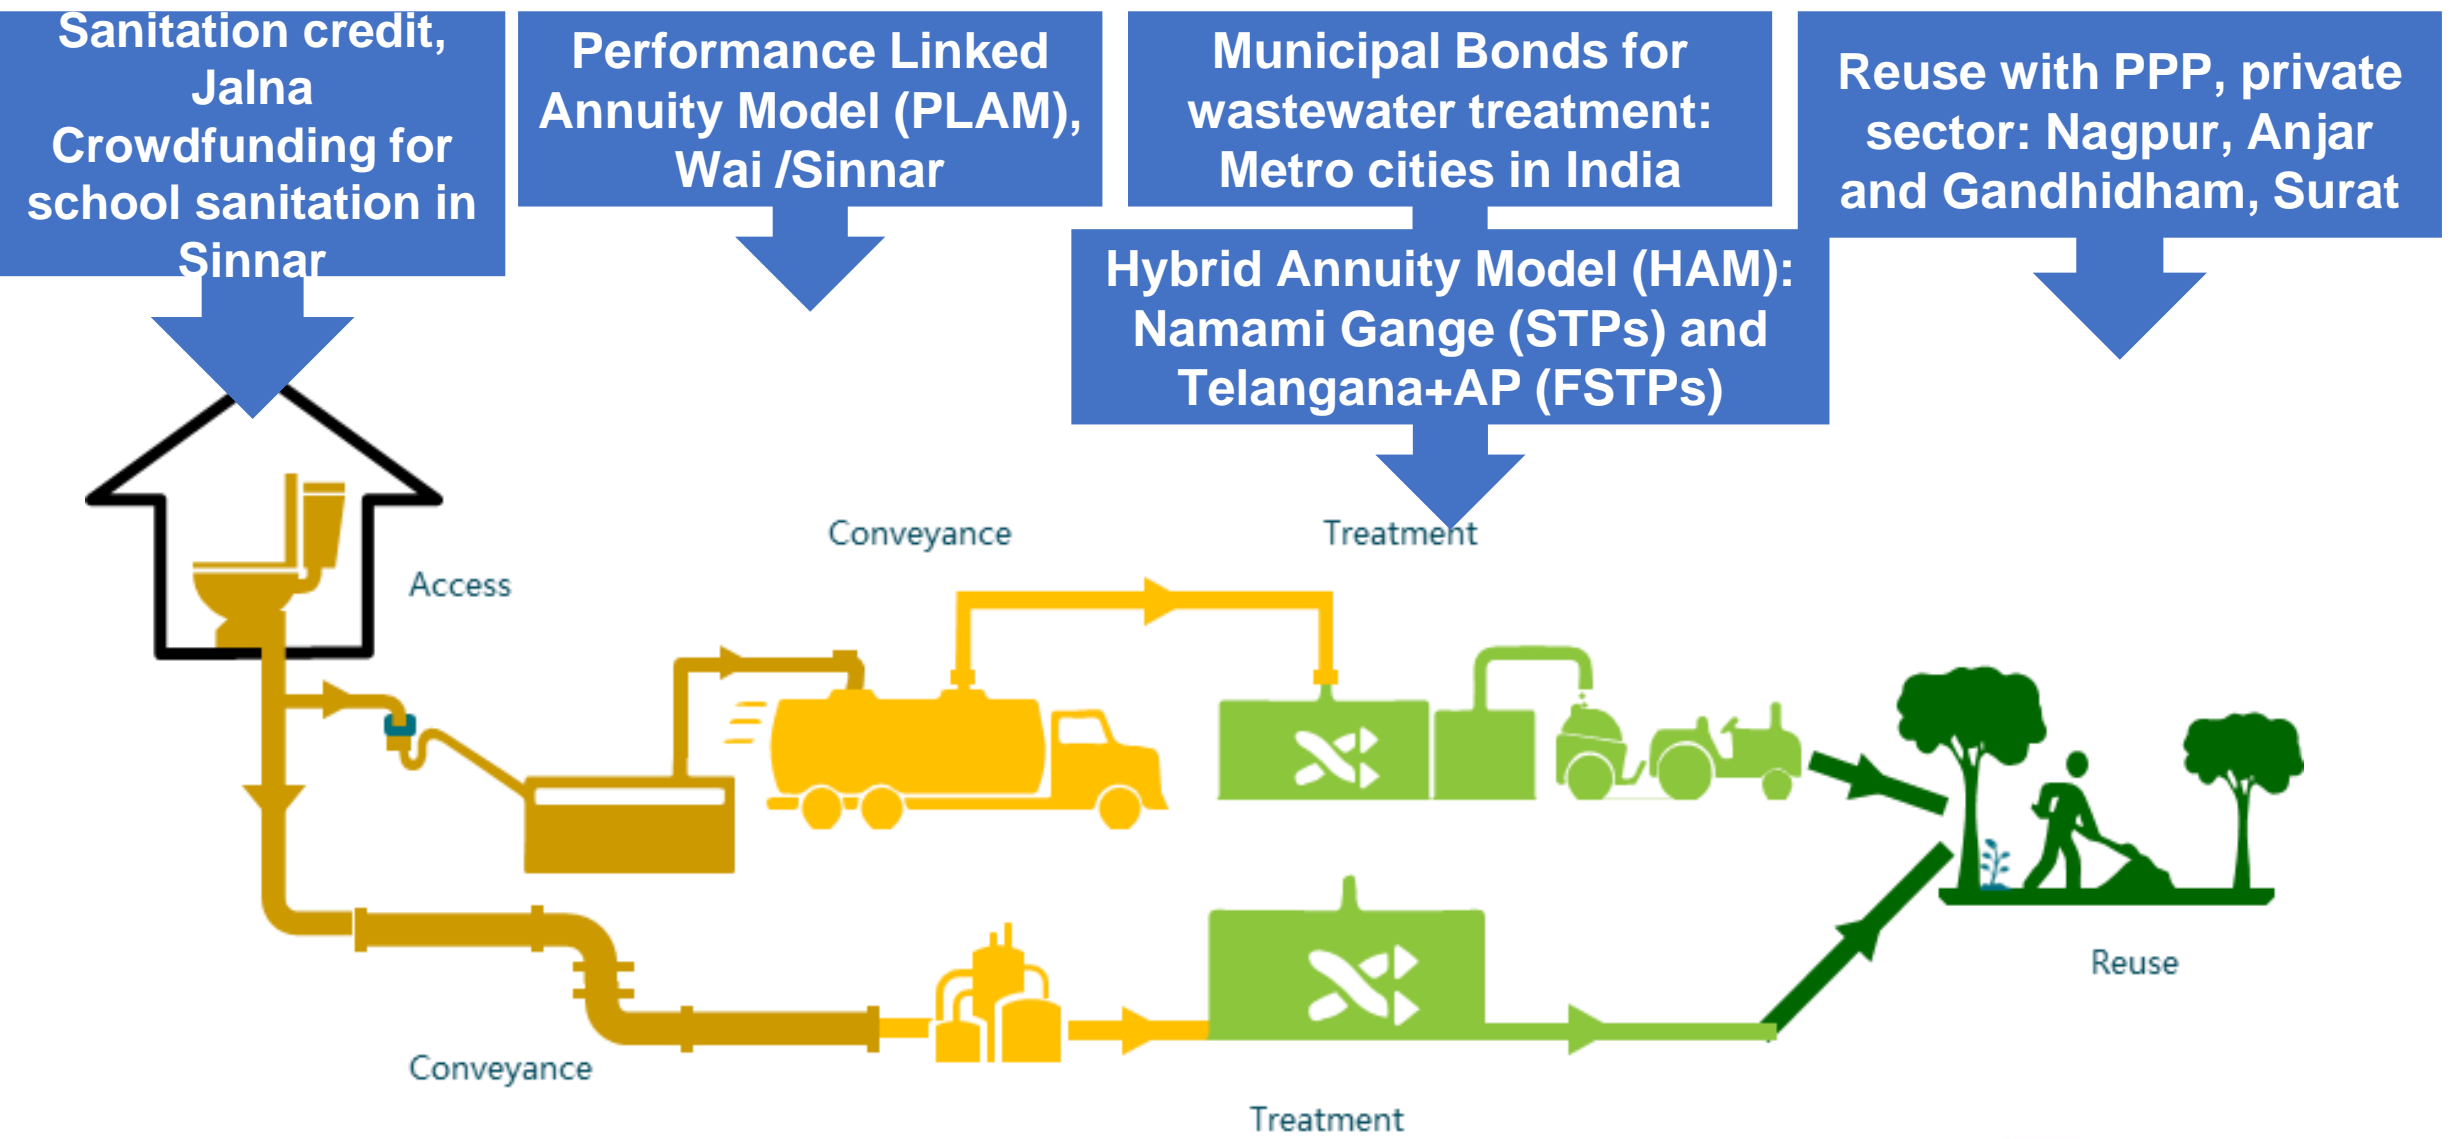 Sanitation credit,
Jalna
Crowdfunding for
school sanitation in
Sinnar
Performance Linked
Annuity Model (PLAM),
Wai /Sinnar
Municipal Bonds for
wastewater treatment:
Metro cities in India
Reuse with PPP, private
sector: Nagpur, Anjar
and Gandhidham, Surat
Hybrid Annuity Model (HAM):
Namami Gange (STPs) and
Telangana+AP (FSTPs)
Conveyance
Treatment
Access
Reuse
Conveyance
Treatment